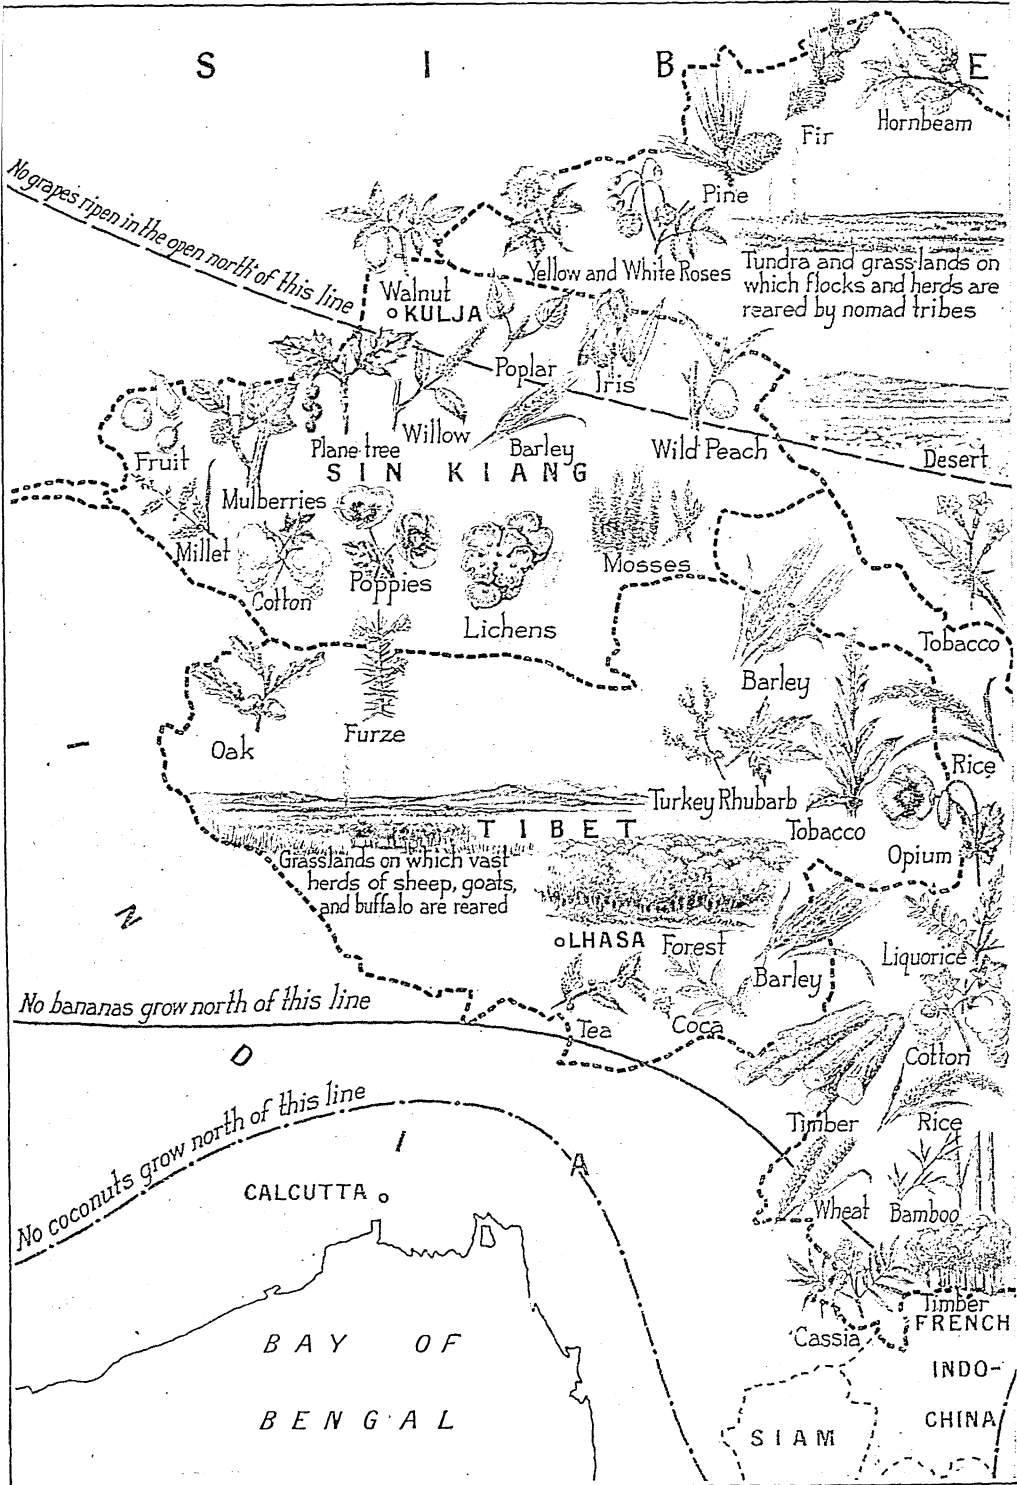 S I B E
Fir
Hornbeam
Pine
No grapes ripen in the open north of this line
Yellow and White Roses
Tundra and grass-lands on
which flocks and herds are
reared by nomad tribes
Walnut
KULJA
Poplar
Iris
Plane-tree
Willow
Barley
Wild Peach
Desert
Fruit
SIN KIANG
Mulberries
Millet
Cotton
Poppies
Lichens
Mosses
Tobacco
Barley
Oak
Furze
Rice
Turkey Rhubarb
Tobacco
Opium
TIBET
Grasslands on which vast
herds of sheep, goats,
and buffalo are reared
LHASA
Forest
Barley
Liquorice
No bananas grow north of this line
Tea
Coca
Cotton
Timber
Rice
No coconuts grow north of this line
I N D I A
CALCUTTA
Wheat
Bamboo
Timber
Cassia
FRENCH
INDO-
CHINA
BAY OF
BENGAL
SIAM